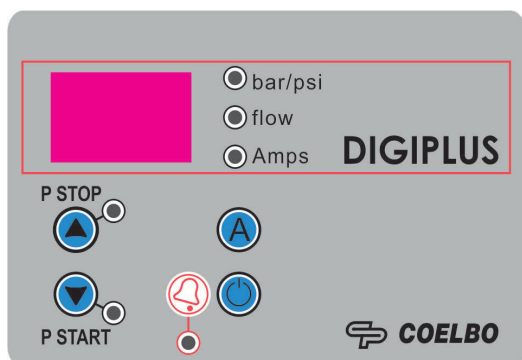 bar/psi
flow
Amps
DIGIPLUS
P STOP
A
P START
COELBO